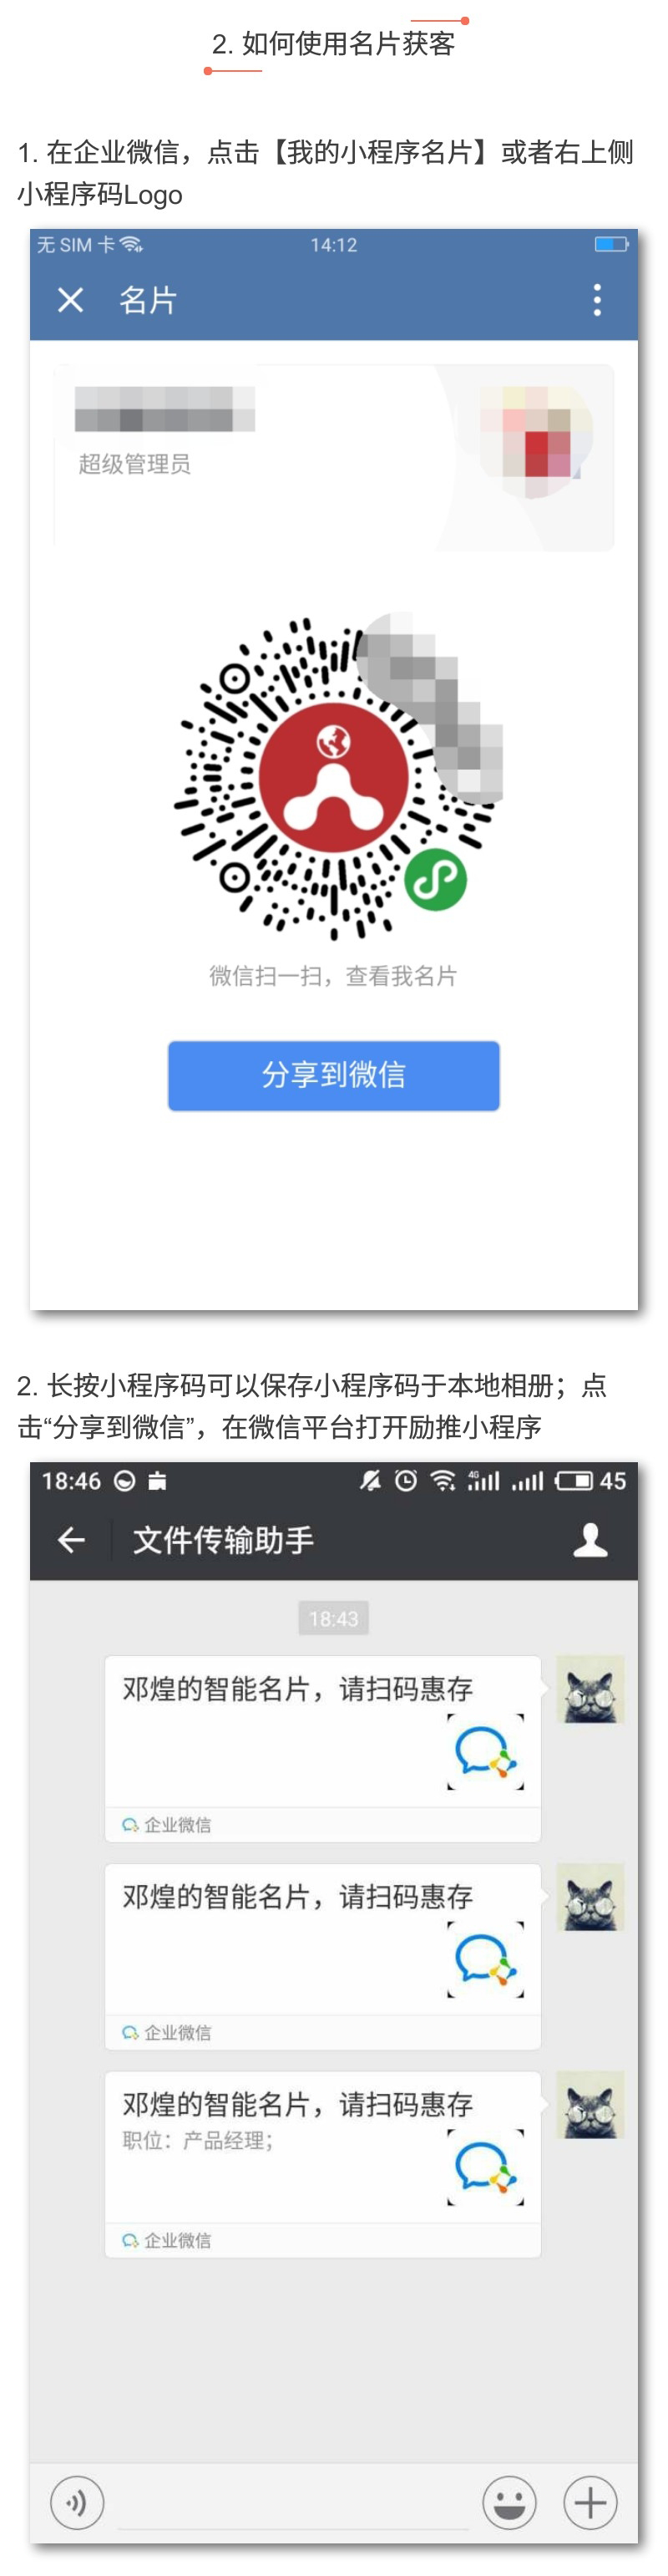 2. 如何使用名片获客
1. 在企业微信，点击【我的小程序名片】或者右上侧
小程序码Logo
无 SIM 卡
14:12
名片
超级管理员
微信扫一扫，查看我名片
分享到微信
2. 长按小程序码可以保存小程序码于本地相册；点
击“分享到微信”，在微信平台打开励推小程序
18:46
4G
45
文件传输助手
18:43
邓煌的智能名片，请扫码惠存
企业微信
邓煌的智能名片，请扫码惠存
企业微信
邓煌的智能名片，请扫码惠存
职位：产品经理；
企业微信